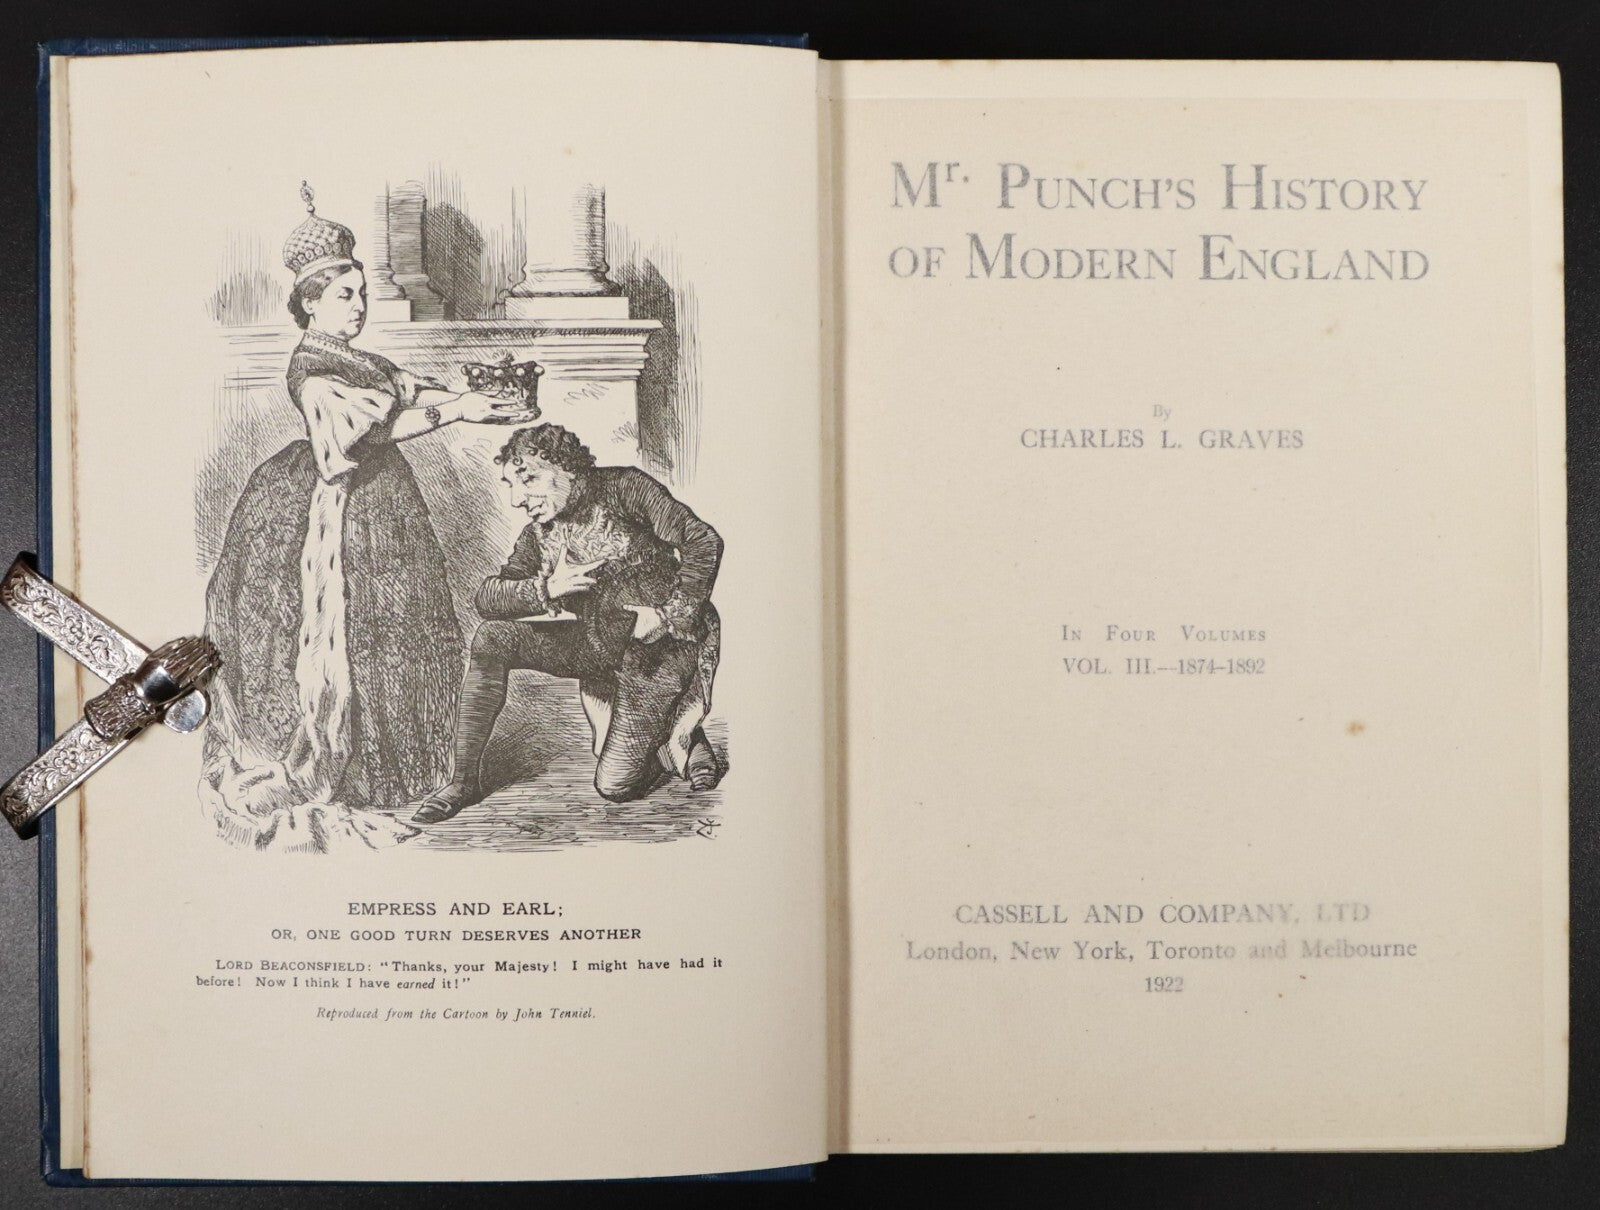 EMPRESS AND EARL;
OR, ONE GOOD TURN DESERVES ANOTHER
LORD BEACONSFIELD: "Thanks, your Majesty! I might have had it
before! Now I think I have earned it!"
Reproduced from the Cartoon by John Tenniel.
Mr. PUNCH'S HISTORY
OF MODERN ENGLAND
By
CHARLES L. GRAVES
IN FOUR VOLUMES
VOL. III.—1874-1892
CASSELL AND COMPANY, LTD
London, New York, Toronto and Melbourne
1922